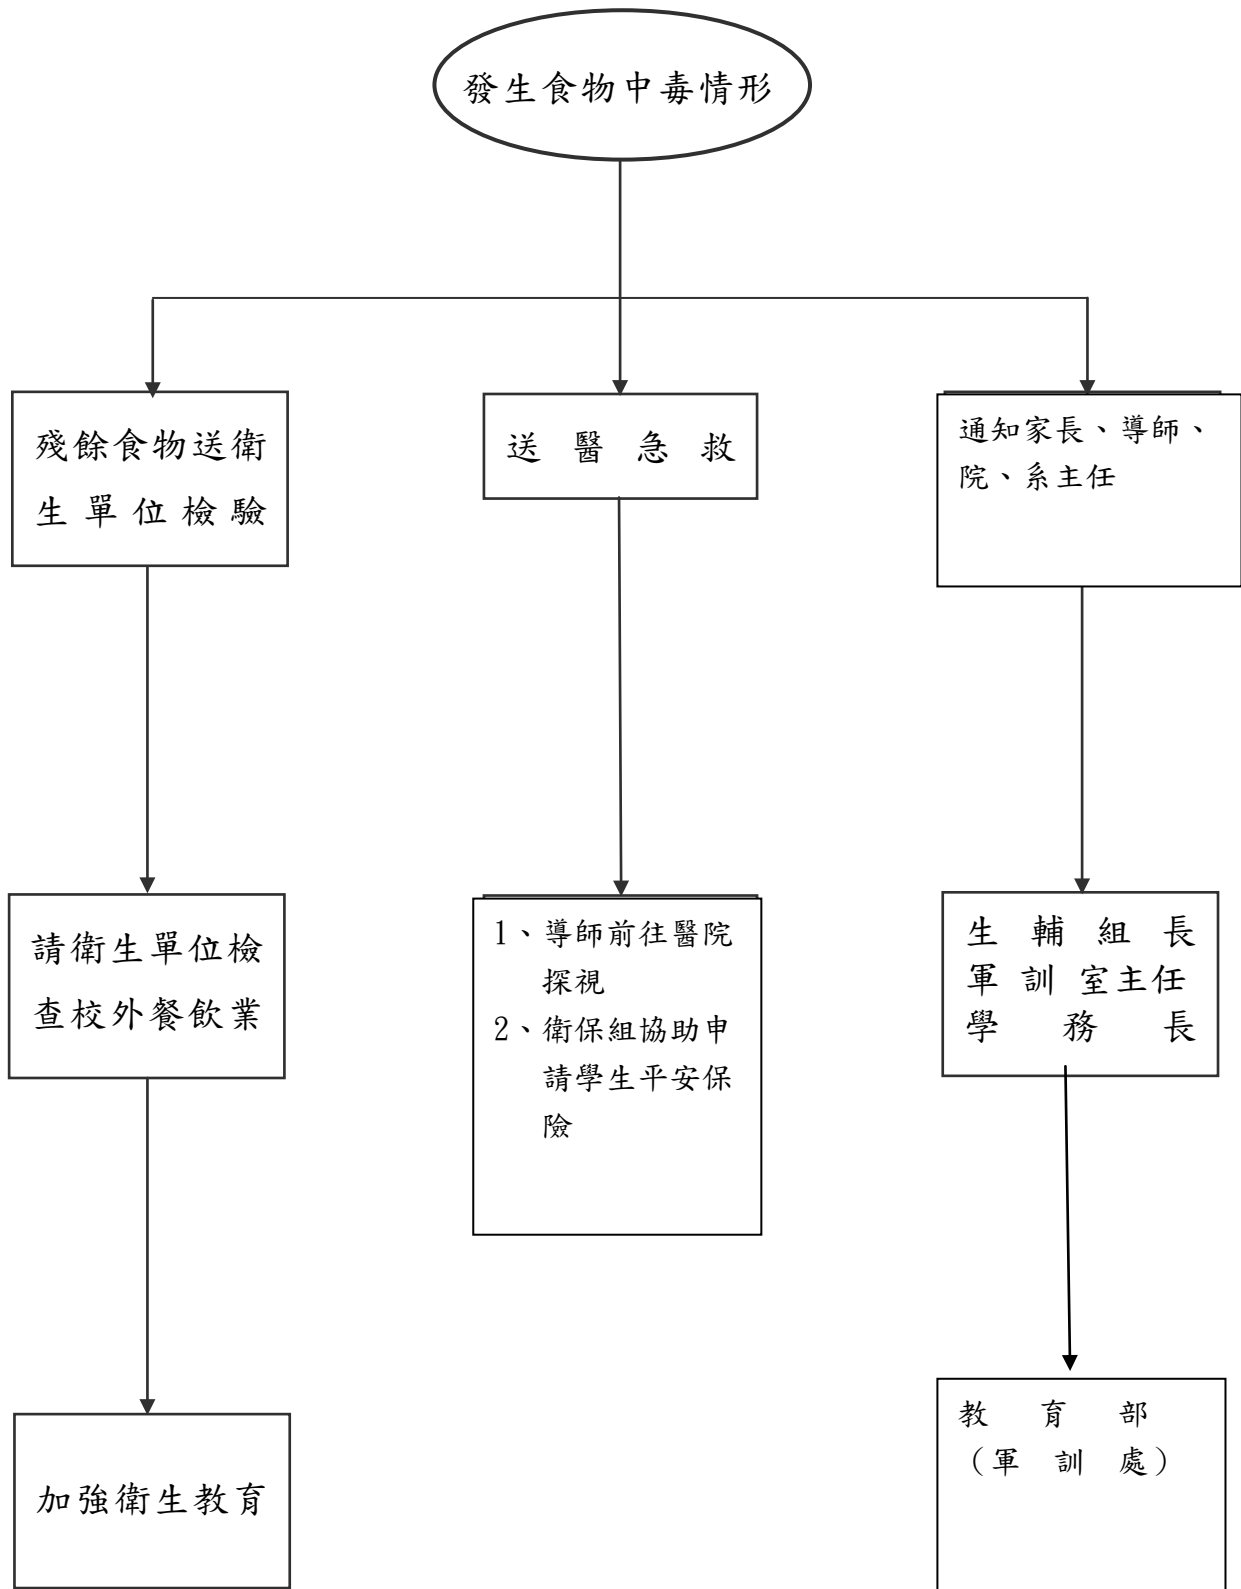 發生食物中毒情形
殘餘食物送衛
生單位檢驗
送醫急救
通知家長、導師、
院、系主任
請衛生單位檢
查校外餐飲業
1、導師前往醫院
探視
2、衛保組協助申
請學生平安保
險
生輔組長
軍訓室主任
學務長
加強衛生教育
教育部
（軍訓處）